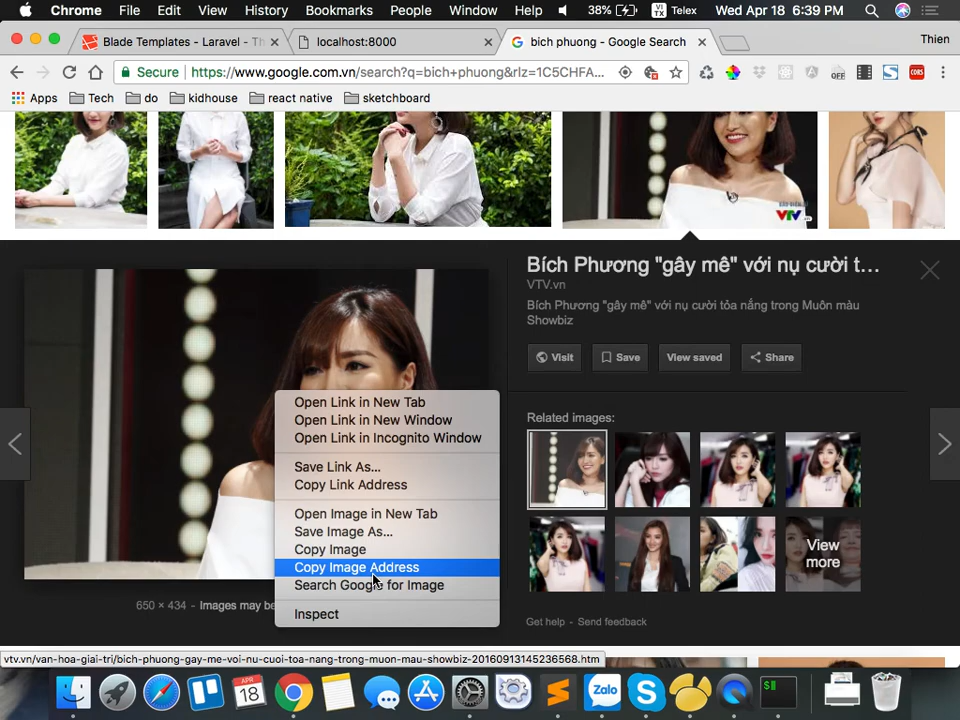 Chrome File Edit View History Bookmarks People Window Help 38% VI TX Telex Wed Apr 18 6:39 PM
Blade Templates - Laravel - Th × localhost:8000 × bich phuong - Google Search × Thien
Secure https://www.google.com.vn/search?q=bich+phuong&rlz=1C5CHFA... OFF CORS
Apps Tech do kidhouse react native sketchboard
VTV
Bích Phương "gây mê" với nụ cười t...
VTV.vn
Bích Phương "gây mê" với nụ cười tỏa nắng trong Muôn màu
Showbiz
Visit Save View saved Share
Open Link in New Tab
Open Link in New Window
Open Link in Incognito Window
Save Link As...
Copy Link Address
Open Image in New Tab
Save Image As...
Copy Image
Copy Image Address
Search Google for Image
Inspect
Related images:
View
more
650 × 434 - Images may be
Get help - Send feedback
vtv.vn/van-hoa-giai-tri/bich-phuong-gay-me-voi-nu-cuoi-toa-nang-trong-muon-mau-showbiz-20160913145236568.htm
APR
18
Zalo